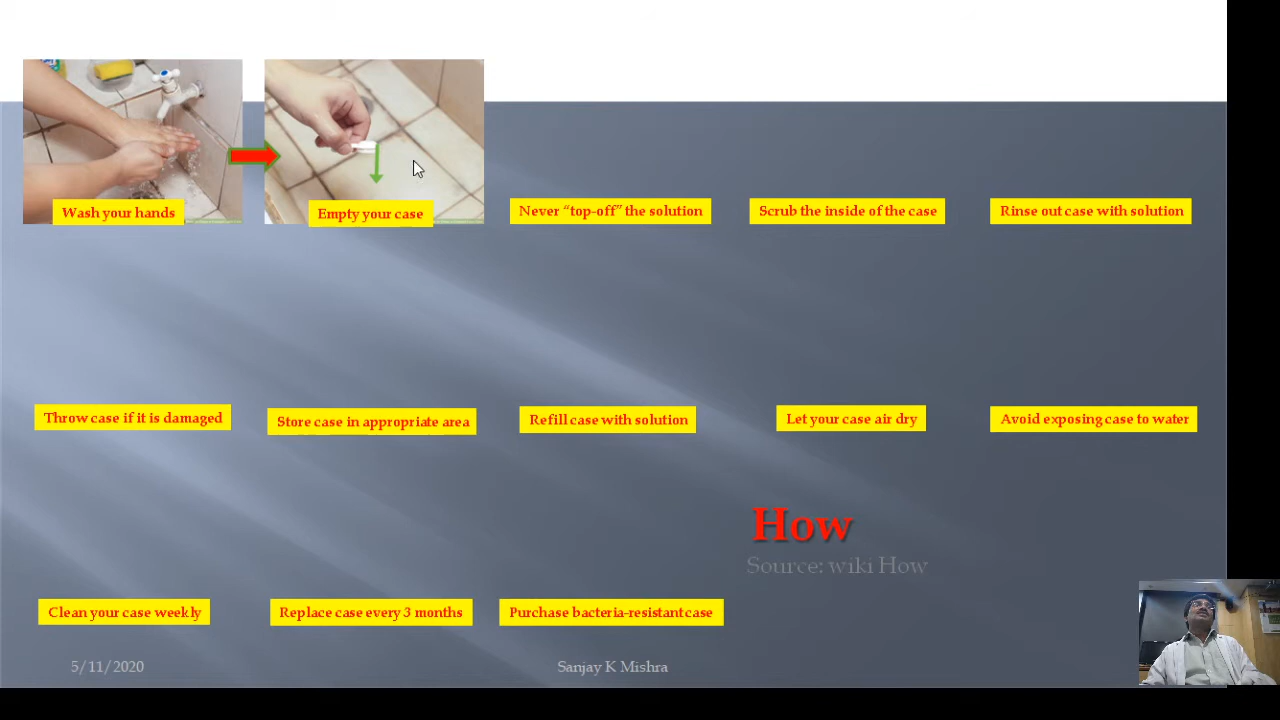 Wash your hands
Empty your case
Never “top-off” the solution
Scrub the inside of the case
Rinse out case with solution
Throw case if it is damaged
Store case in appropriate area
Refill case with solution
Let your case air dry
Avoid exposing case to water
How
Source: wiki How
Clean your case weekly
Replace case every 3 months
Purchase bacteria-resistant case
5/11/2020
Sanjay K Mishra